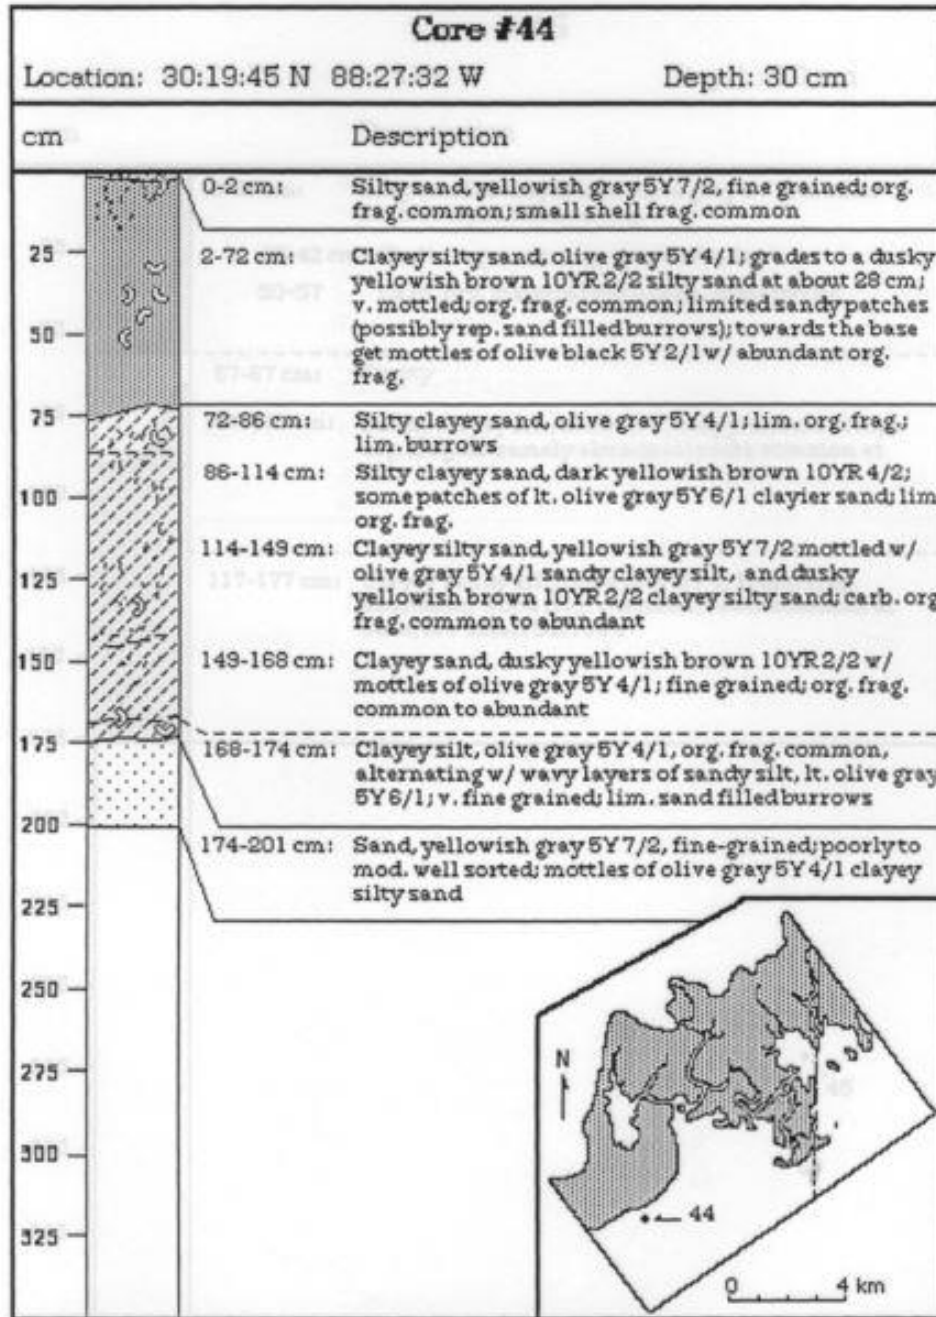 Core #44
Location: 30:19:45 N 88:27:32 W Depth: 30 cm
cm Description
0-2 cm: Silty sand, yellowish gray 5Y 7/2, fine grained; org.
frag. common; small shell frag. common
2-72 cm: Clayey silty sand, olive gray 5Y 4/1; grades to a dusky
yellowish brown 10YR 2/2 silty sand at about 28 cm;
v. mottled; org. frag. common; limited sandy patches
(possibly rep. sand filled burrows); towards the base
get mottles of olive black 5Y 2/1 w/ abundant org.
frag.
72-86 cm: Silty clayey sand, olive gray 5Y 4/1; lim. org. frag.;
lim. burrows
86-114 cm: Silty clayey sand, dark yellowish brown 10YR 4/2;
some patches of lt. olive gray 5Y 6/1 clayier sand; lim
org. frag.
114-149 cm: Clayey silty sand, yellowish gray 5Y 7/2 mottled w/
olive gray 5Y 4/1 sandy clayey silt, and dusky
yellowish brown 10YR 2/2 clayey silty sand; carb. org
frag. common to abundant
149-168 cm: Clayey sand, dusky yellowish brown 10YR 2/2 w/
mottles of olive gray 5Y 4/1; fine grained; org. frag.
common to abundant
168-174 cm: Clayey silt, olive gray 5Y 4/1, org. frag. common,
alternating w/ wavy layers of sandy silt, lt. olive gray
5Y 6/1; v. fine grained; lim. sand filled burrows
174-201 cm: Sand, yellowish gray 5Y 7/2, fine-grained; poorly to
mod. well sorted; mottles of olive gray 5Y 4/1 clayey
silty sand
25
50
75
100
125
150
175
200
225
250
275
300
325
N
44
0 4 km